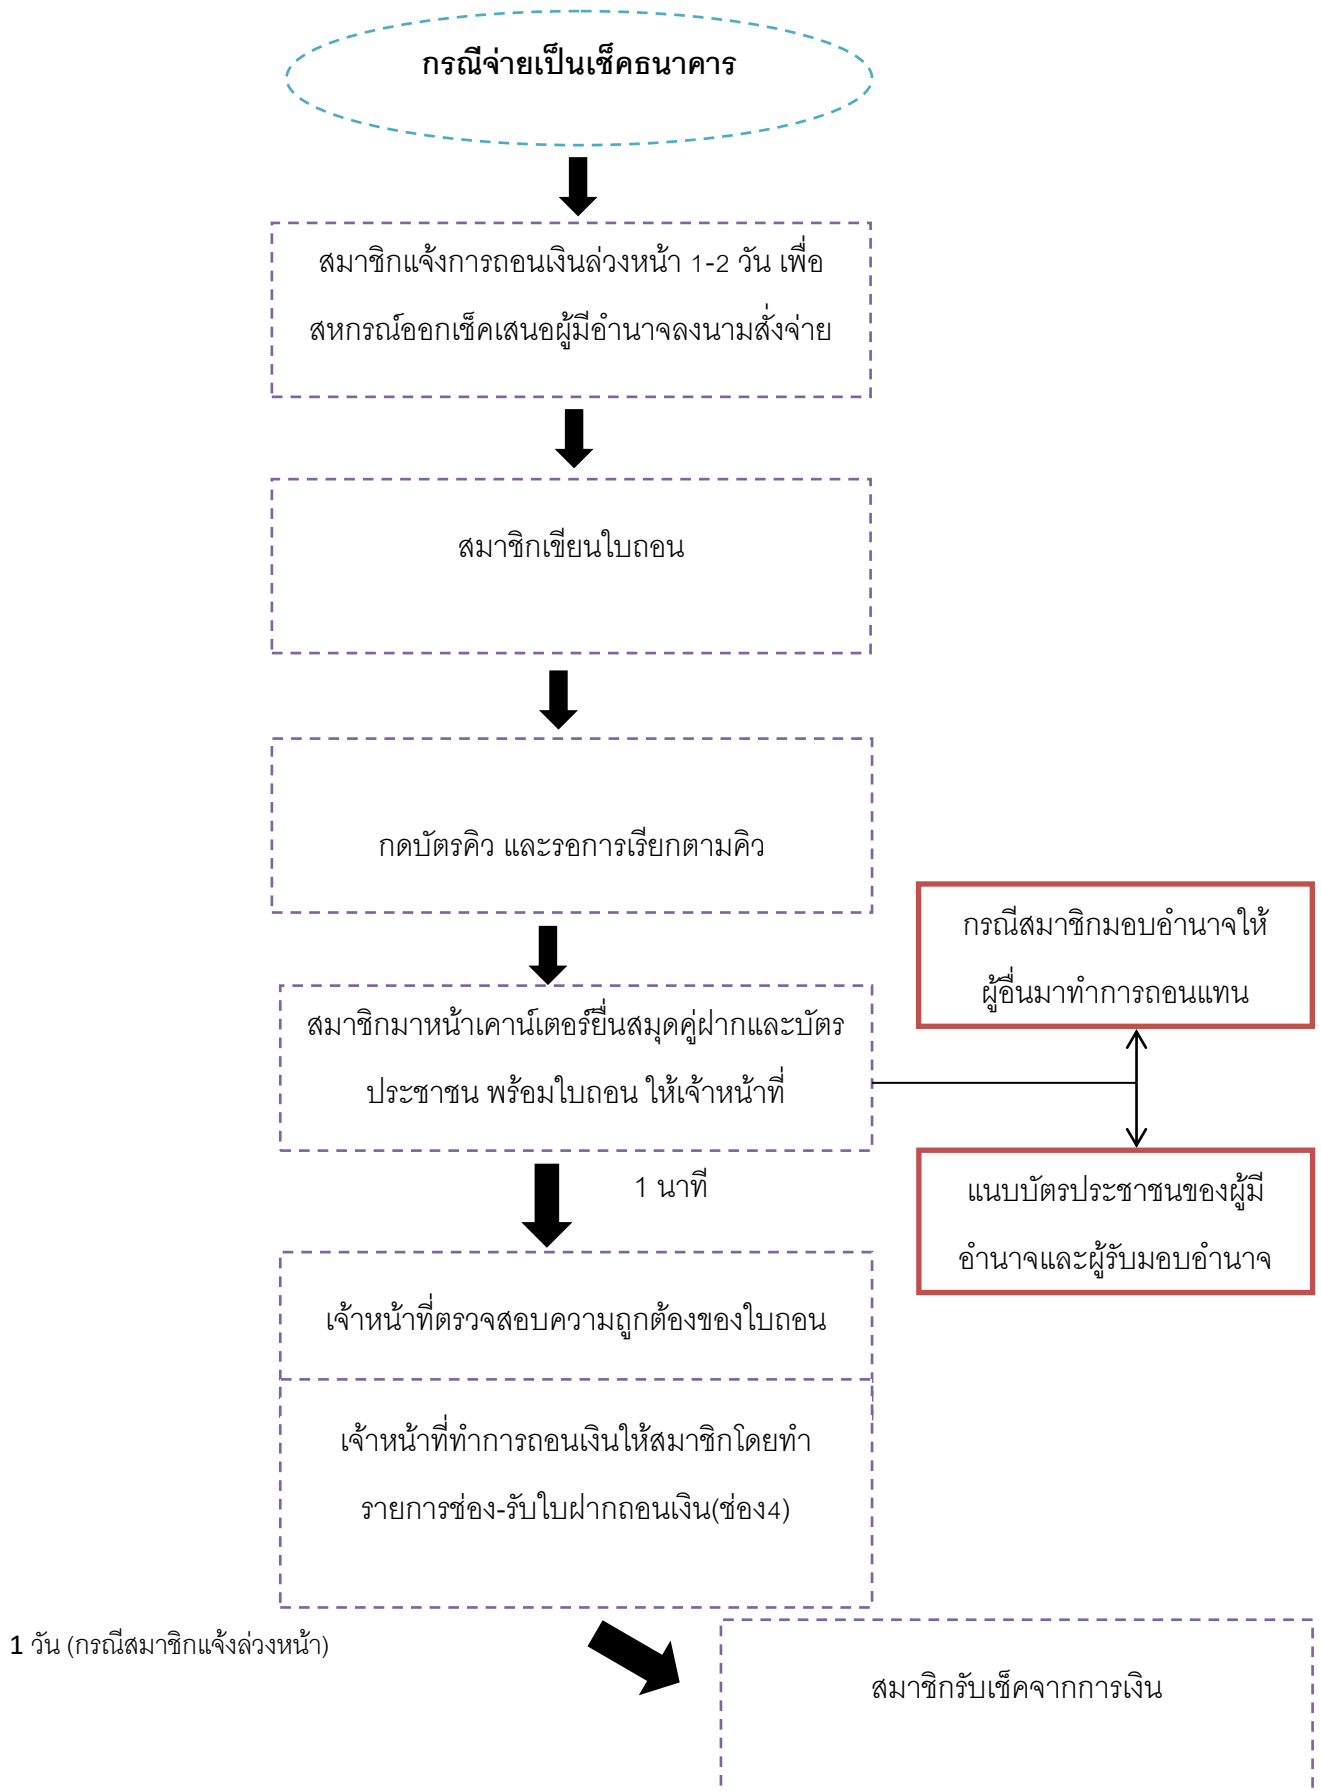 กรณีจ่ายเป็นเช็คธนาคาร
สมาชิกแจ้งการถอนเงินล่วงหน้า 1-2 วัน เพื่อ
สหกรณ์ออกเช็คเสนอผู้มีอำนาจลงนามสั่งจ่าย
สมาชิกเขียนใบถอน
กดบัตรคิว และรอการเรียกตามคิว
กรณีสมาชิกมอบอำนาจให้
ผู้อื่นมาทำการถอนแทน
สมาชิกมาหน้าเคาน์เตอร์ยื่นสมุดคู่ฝากและบัตร
ประชาชน พร้อมใบถอน ให้เจ้าหน้าที่
1 นาที
แนบบัตรประชาชนของผู้มี
อำนาจและผู้รับมอบอำนาจ
เจ้าหน้าที่ตรวจสอบความถูกต้องของใบถอน
เจ้าหน้าที่ทำการถอนเงินให้สมาชิกโดยทำ
รายการช่อง-รับใบฝากถอนเงิน(ช่อง4)
1 วัน (กรณีสมาชิกแจ้งล่วงหน้า)
สมาชิกรับเช็คจากการเงิน